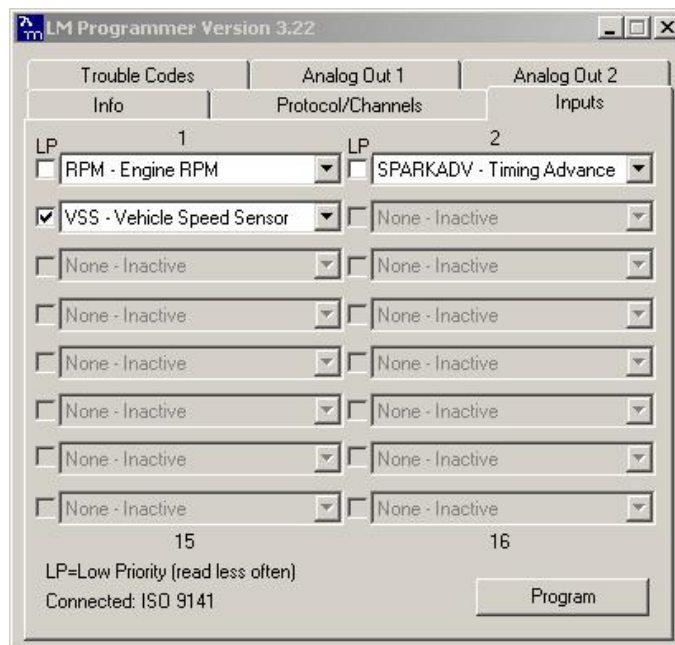 LM Programmer Version 3.22
Trouble Codes Analog Out 1 Analog Out 2
Info Protocol/Channels Inputs
LP 1 LP 2
RPM - Engine RPM SPARKADV - Timing Advance
VSS - Vehicle Speed Sensor None - Inactive
None - Inactive None - Inactive
None - Inactive None - Inactive
None - Inactive None - Inactive
None - Inactive None - Inactive
None - Inactive None - Inactive
None - Inactive None - Inactive
15 16
LP=Low Priority (read less often)
Connected: ISO 9141 Program